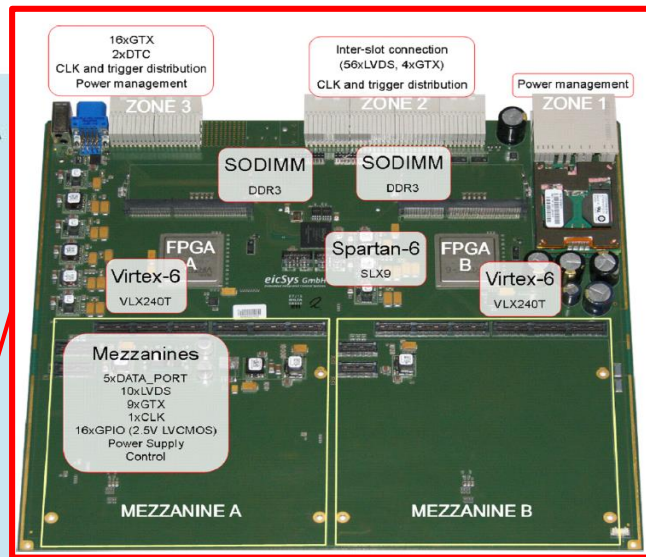 16xGTX
2xDTC
CLK and trigger distribution
Power management
Inter-slot connection
(56xLVDS, 4xGTX)
CLK and trigger distribution
Power management
ZONE 3
ZONE 2
ZONE 1
SODIMM
DDR3
SODIMM
DDR3
FPGA
A
Spartan-6
SLX9
FPGA
B
Virtex-6
VLX240T
eicSys GmbH
Virtex-6
VLX240T
Mezzanines
5xDATA_PORT
10xLVDS
9xGTX
1xCLK
16xGPIO (2.5V LVCMOS)
Power Supply
Control
MEZZANINE A
MEZZANINE B